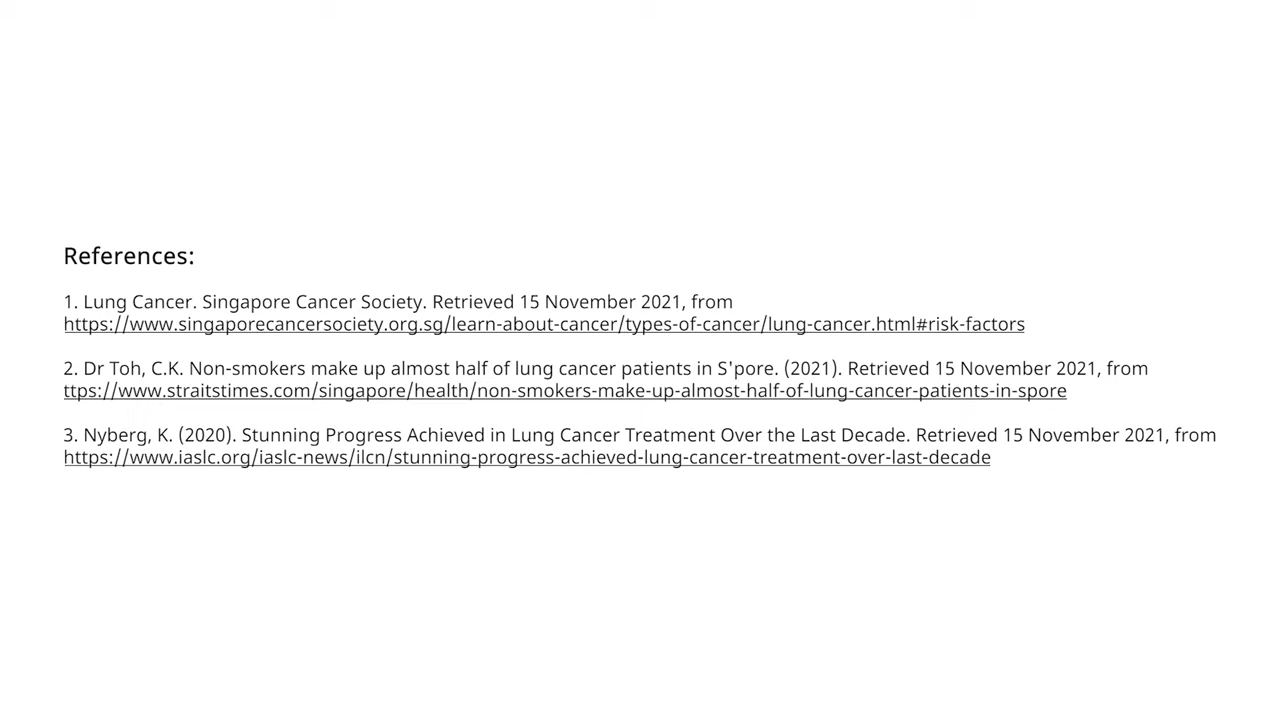 References:
1. Lung Cancer. Singapore Cancer Society. Retrieved 15 November 2021, from
https://www.singaporecancersociety.org.sg/learn-about-cancer/types-of-cancer/lung-cancer.html#risk-factors
2. Dr Toh, C.K. Non-smokers make up almost half of lung cancer patients in S'pore. (2021). Retrieved 15 November 2021, from
ttps://www.straitstimes.com/singapore/health/non-smokers-make-up-almost-half-of-lung-cancer-patients-in-spore
3. Nyberg, K. (2020). Stunning Progress Achieved in Lung Cancer Treatment Over the Last Decade. Retrieved 15 November 2021, from
https://www.iaslc.org/iaslc-news/ilcn/stunning-progress-achieved-lung-cancer-treatment-over-last-decade